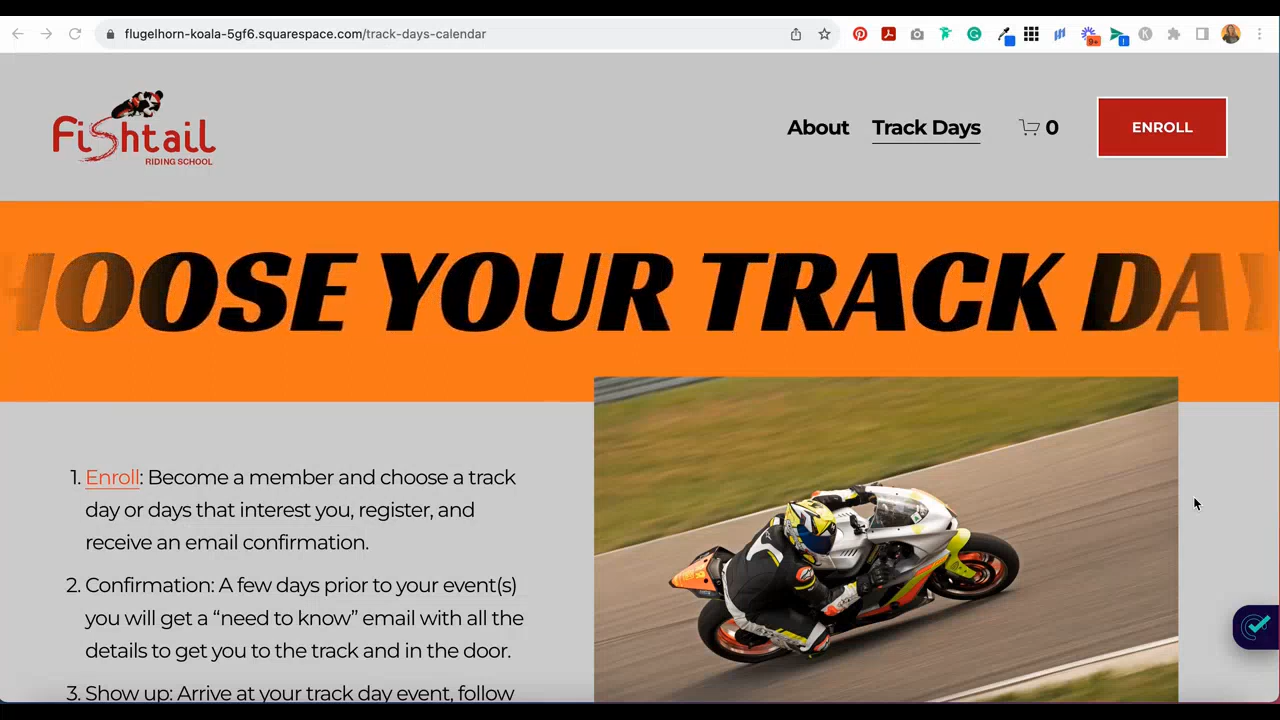 flugelhorn-koala-5gf6.squarespace.com/track-days-calendar
9+
1
K
Fishtail
RIDING SCHOOL
About
Track Days
0
ENROLL
HOOSE YOUR TRACK DAY
1. Enroll: Become a member and choose a track
day or days that interest you, register, and
receive an email confirmation.
2. Confirmation: A few days prior to your event(s)
you will get a “need to know” email with all the
details to get you to the track and in the door.
3. Show up: Arrive at your track day event, follow